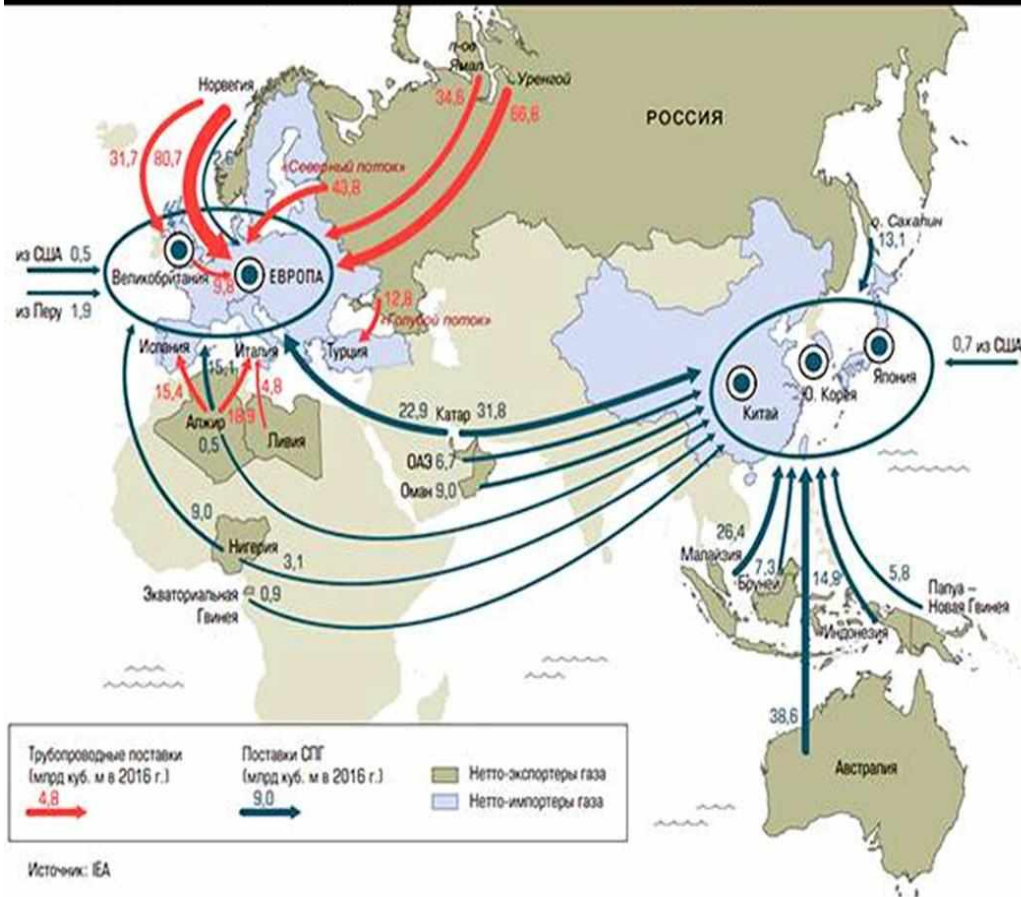 п-ов
Ямал
Уренгой
Норвегия
34,6
66,8
РОССИЯ
31,7
80,7
2,6
«Северный поток»
43,8
о. Сахалин
13,1
из США 0,5
Великобритания
ЕВРОПА
9,8
из Перу 1,9
12,8
«Голубой поток»
Испания
Италия
Турция
15,1
15,4
4,8
18,9
Алжир
0,5
Ливия
22,9
Катар
31,8
ОАЭ 6,7
Оман 9,0
Китай
Ю. Корея
Япония
0,7 из США
9,0
Нигерия
3,1
Экваториальная
Гвинея
0,9
26,4
Малайзия
7,3
Бруней
14,9
5,8
Папуа –
Новая Гвинея
Индонезия
38,6
Австралия
Трубопроводные поставки
(млрд куб. м в 2016 г.)
4,8
Поставки СПГ
(млрд куб. м в 2016 г.)
9,0
Нетто-экспортеры газа
Нетто-импортеры газа
Источник: IEA